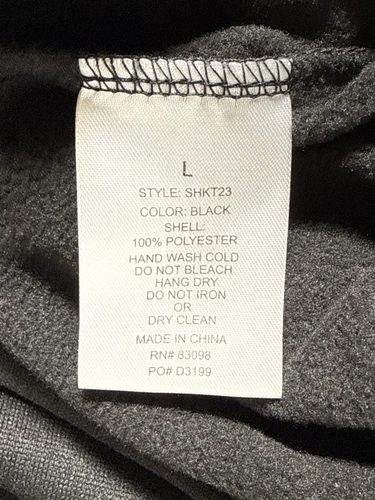 L
STYLE: SHKT23
COLOR: BLACK
SHELL:
100% POLYESTER
HAND WASH COLD
DO NOT BLEACH
HANG DRY
DO NOT IRON
OR
DRY CLEAN
MADE IN CHINA
RN# 83098
PO# D3199